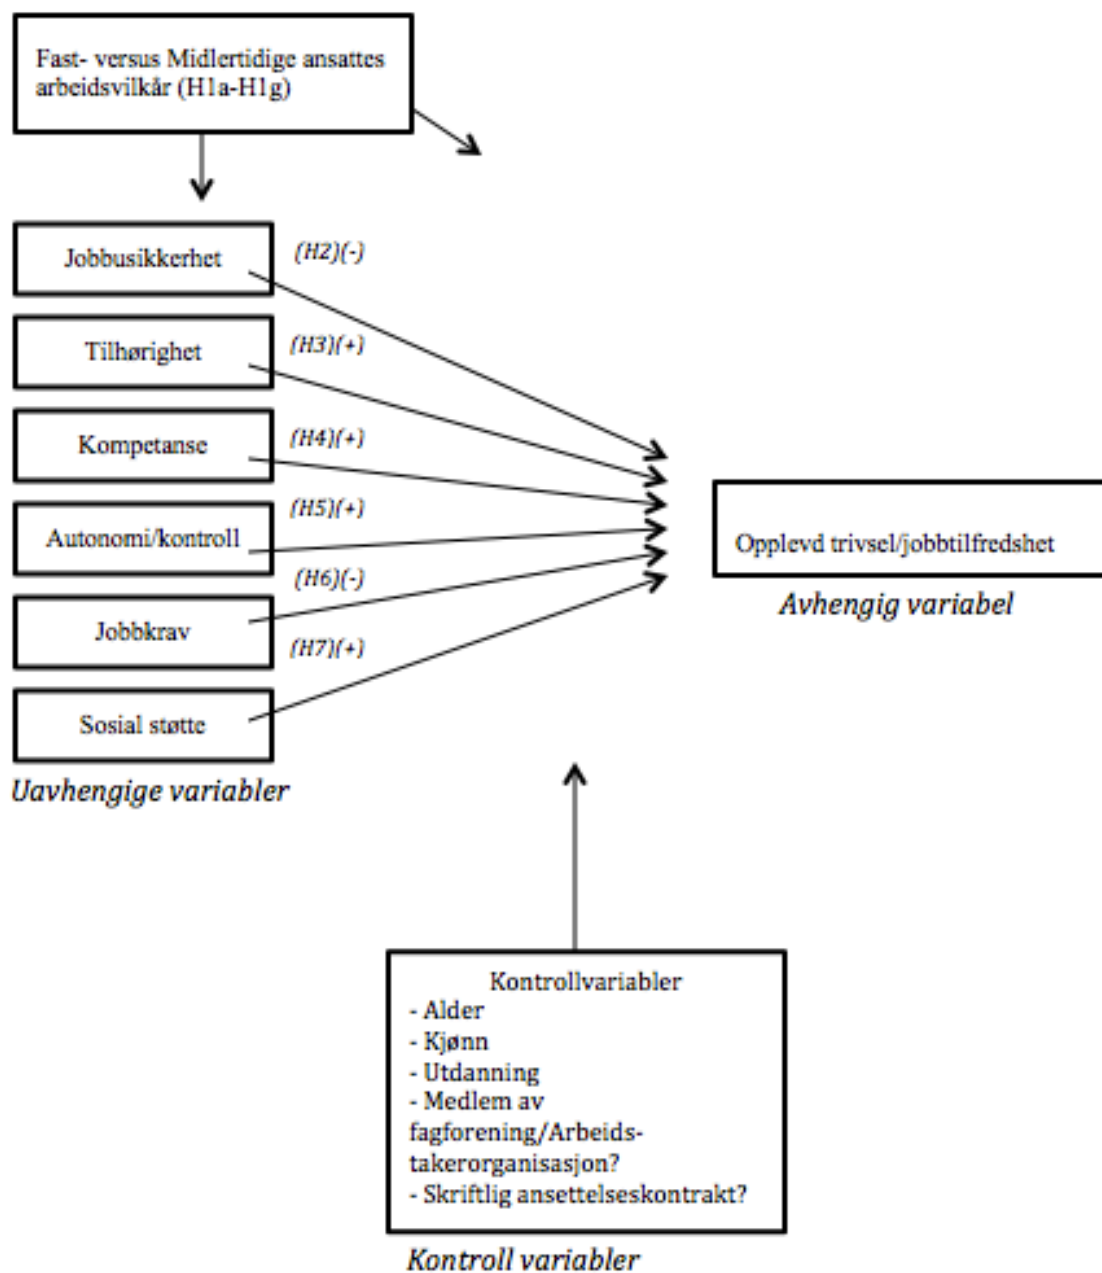 Fast- versus Midlertidige ansattes
arbeidsvilkår (H1a-H1g)
Jobbusikkerhet
(H2)(-)
Tilhørighet
(H3)(+)
Kompetanse
(H4)(+)
Autonomi/kontroll
(H5)(+)
Jobbkrav
(H6)(-)
Sosial støtte
(H7)(+)
Uavhengige variabler
Opplevd trivsel/jobbtilfredshet
Avhengig variabel
Kontrollvariabler
- Alder
- Kjønn
- Utdanning
- Medlem av
fagforening/Arbeids-
takerorganisasjon?
- Skriftlig ansettelseskontrakt?
Kontroll variabler